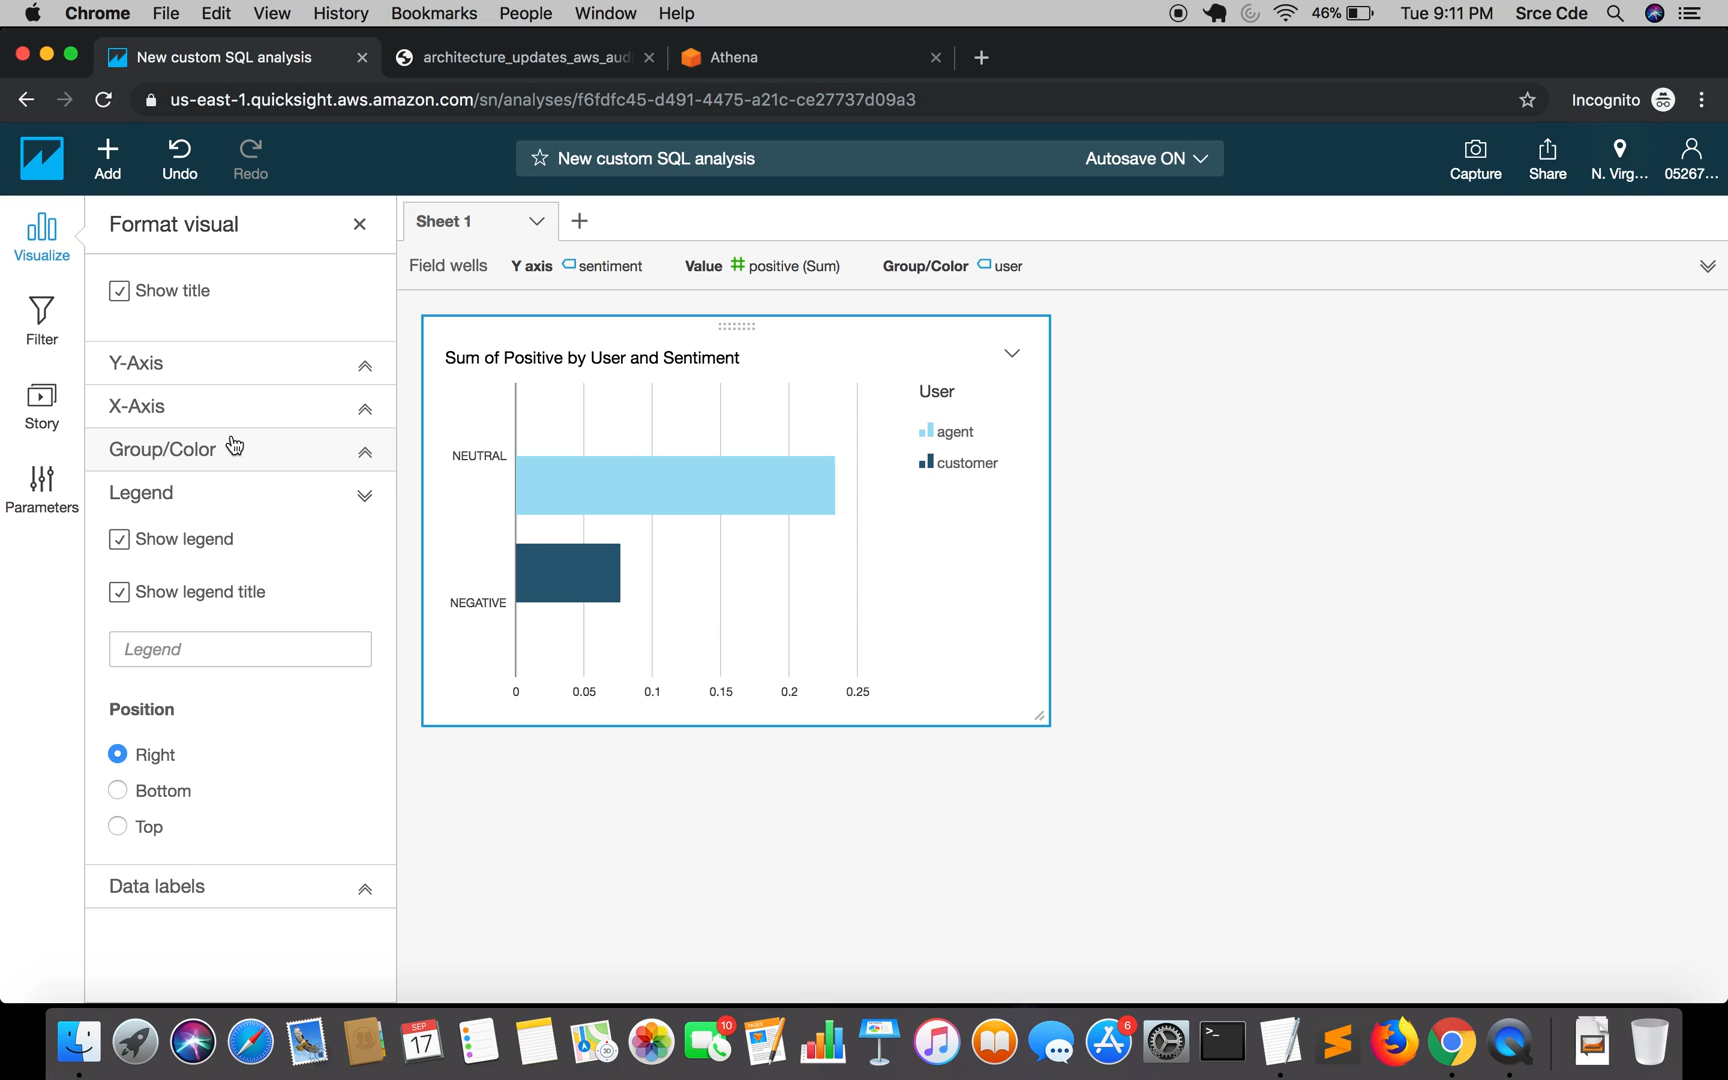 Chrome File Edit View History Bookmarks People Window Help 46% Tue 9:11 PM Srce Cde
New custom SQL analysis architecture_updates_aws_aud Athena
us-east-1.quicksight.aws.amazon.com/sn/analyses/f6fdfc45-d491-4475-a21c-ce27737d09a3 Incognito
Add Undo Redo New custom SQL analysis Autosave ON Capture Share N. Virg... 05267...
Format visual
Sheet 1
Visualize
Field wells Y axis sentiment Value positive (Sum) Group/Color user
Show title
Filter
Sum of Positive by User and Sentiment
Y-Axis
User
X-Axis
Story
agent
Group/Color
NEUTRAL
customer
Legend
Parameters
Show legend
Show legend title
NEGATIVE
Legend
0 0.05 0.1 0.15 0.2 0.25
Position
Right
Bottom
Top
Data labels
SEP
17
10
6
3D
>_